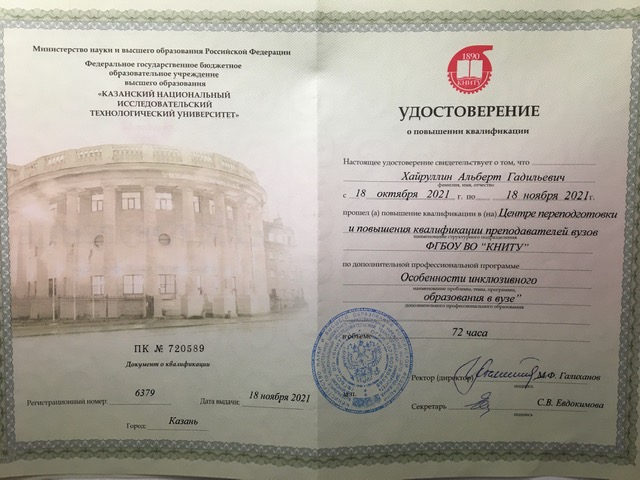 Министерство науки и высшего образования Российской Федерации
Федеральное государственное бюджетное
образовательное учреждение
высшего образования
«КАЗАНСКИЙ НАЦИОНАЛЬНЫЙ
ИССЛЕДОВАТЕЛЬСКИЙ
ТЕХНОЛОГИЧЕСКИЙ УНИВЕРСИТЕТ»
ПК № 720589
Документ о квалификации
Регистрационный номер: 6379 Дата выдачи: 18 ноября 2021
Город: Казань
1890
КНИТУ
УДОСТОВЕРЕНИЕ
о повышении квалификации
Настоящее удостоверение свидетельствует о том, что
Хайруллин Альберт Гадильевич
фамилия, имя, отчество
с 18 октября 2021 г. по 18 ноября 2021г.
прошел (а) повышение квалификации в (на) Центре переподготовки
наименование структурного подразделения
и повышения квалификации преподавателей вузов
ФГБОУ ВО "КНИТУ"
по дополнительной профессиональной программе
Особенности инклюзивного
наименование проблемы, темы, программы,
образования в вузе"
дополнительного профессионального образования
в объеме 72 часа
Ректор (директор) М.Ф. Галиханов
подпись
М.П.
Секретарь С.В. Евдокимова
подпись